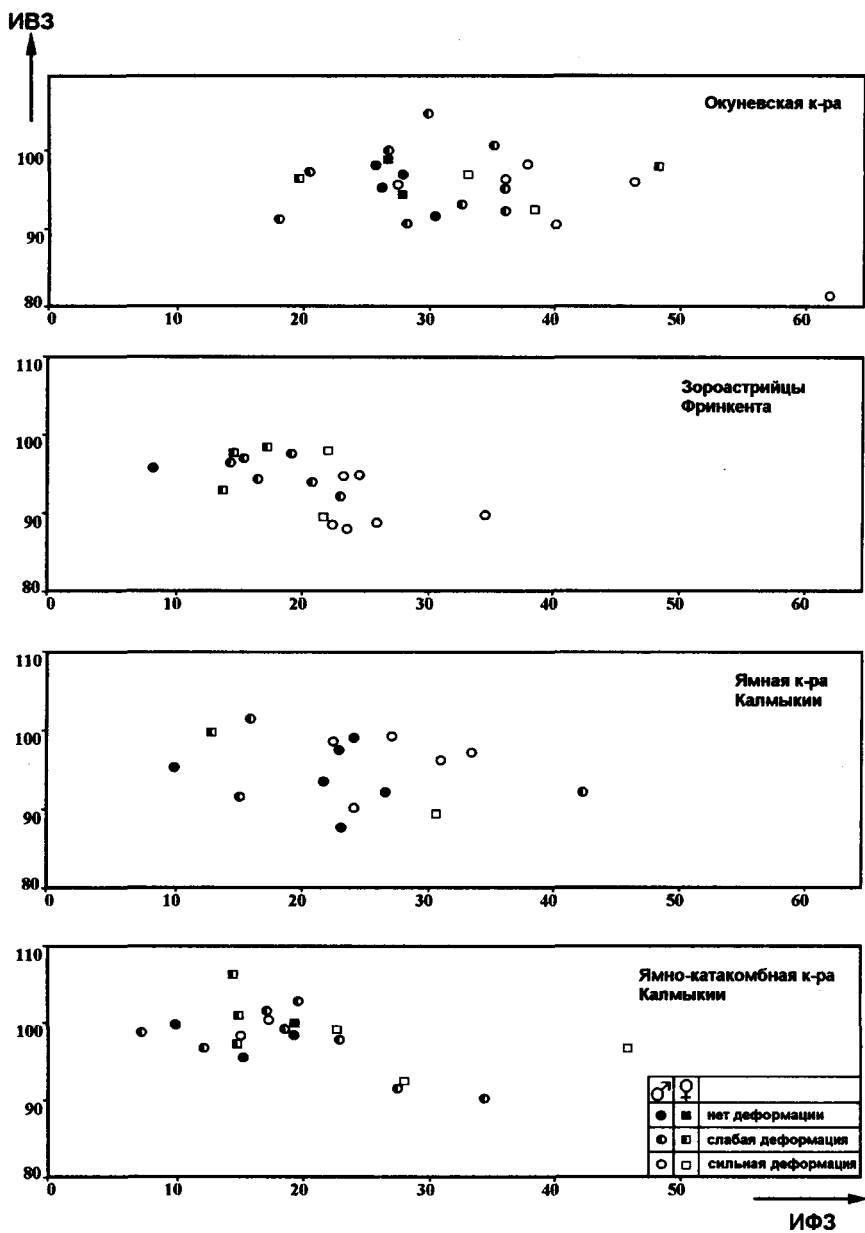 ИВЗ
Окуневская к-ра
100
90
80
0 10 20 30 40 50 60
110
Зороастрийцы
Фринкента
100
90
80
0 10 20 30 40 50 60
110
Ямная к-ра
Калмыкии
100
90
80
0 10 20 30 40 50 60
110
Ямно-катакомбная к-ра
Калмыкии
100
90
80
♂ ♀
нет деформации
слабая деформация
сильная деформация
0 10 20 30 40 50
ИФЗ